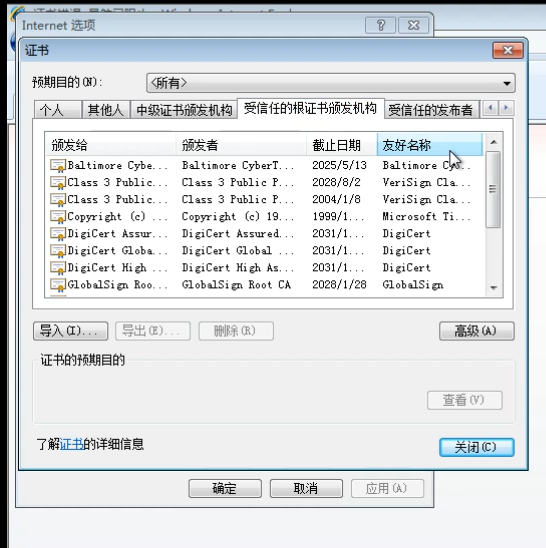 Internet 选项
证书
预期目的(N):
<所有>
个人 其他人 中级证书颁发机构 受信任的根证书颁发机构 受信任的发布者
颁发给 颁发者 截止日期 友好名称
Baltimore Cybe... Baltimore CyberT... 2025/5/13 Baltimore Cyb...
Class 3 Public... Class 3 Public P... 2028/8/2 VeriSign Cla...
Class 3 Public... Class 3 Public P... 2004/1/8 VeriSign Cla...
Copyright (c) ... Copyright (c) 19... 1999/1... Microsoft Ti...
DigiCert Assur... DigiCert Assured... 2031/1... DigiCert
DigiCert Globa... DigiCert Global ... 2031/1... DigiCert
DigiCert High ... DigiCert High As... 2031/1... DigiCert
GlobalSign Roo... GlobalSign Root CA 2028/1/28 GlobalSign
导入(I)... 导出(E)... 删除(R) 高级(A)
证书的预期目的
查看(V)
了解证书的详细信息
关闭(C)
确定 取消 应用(A)